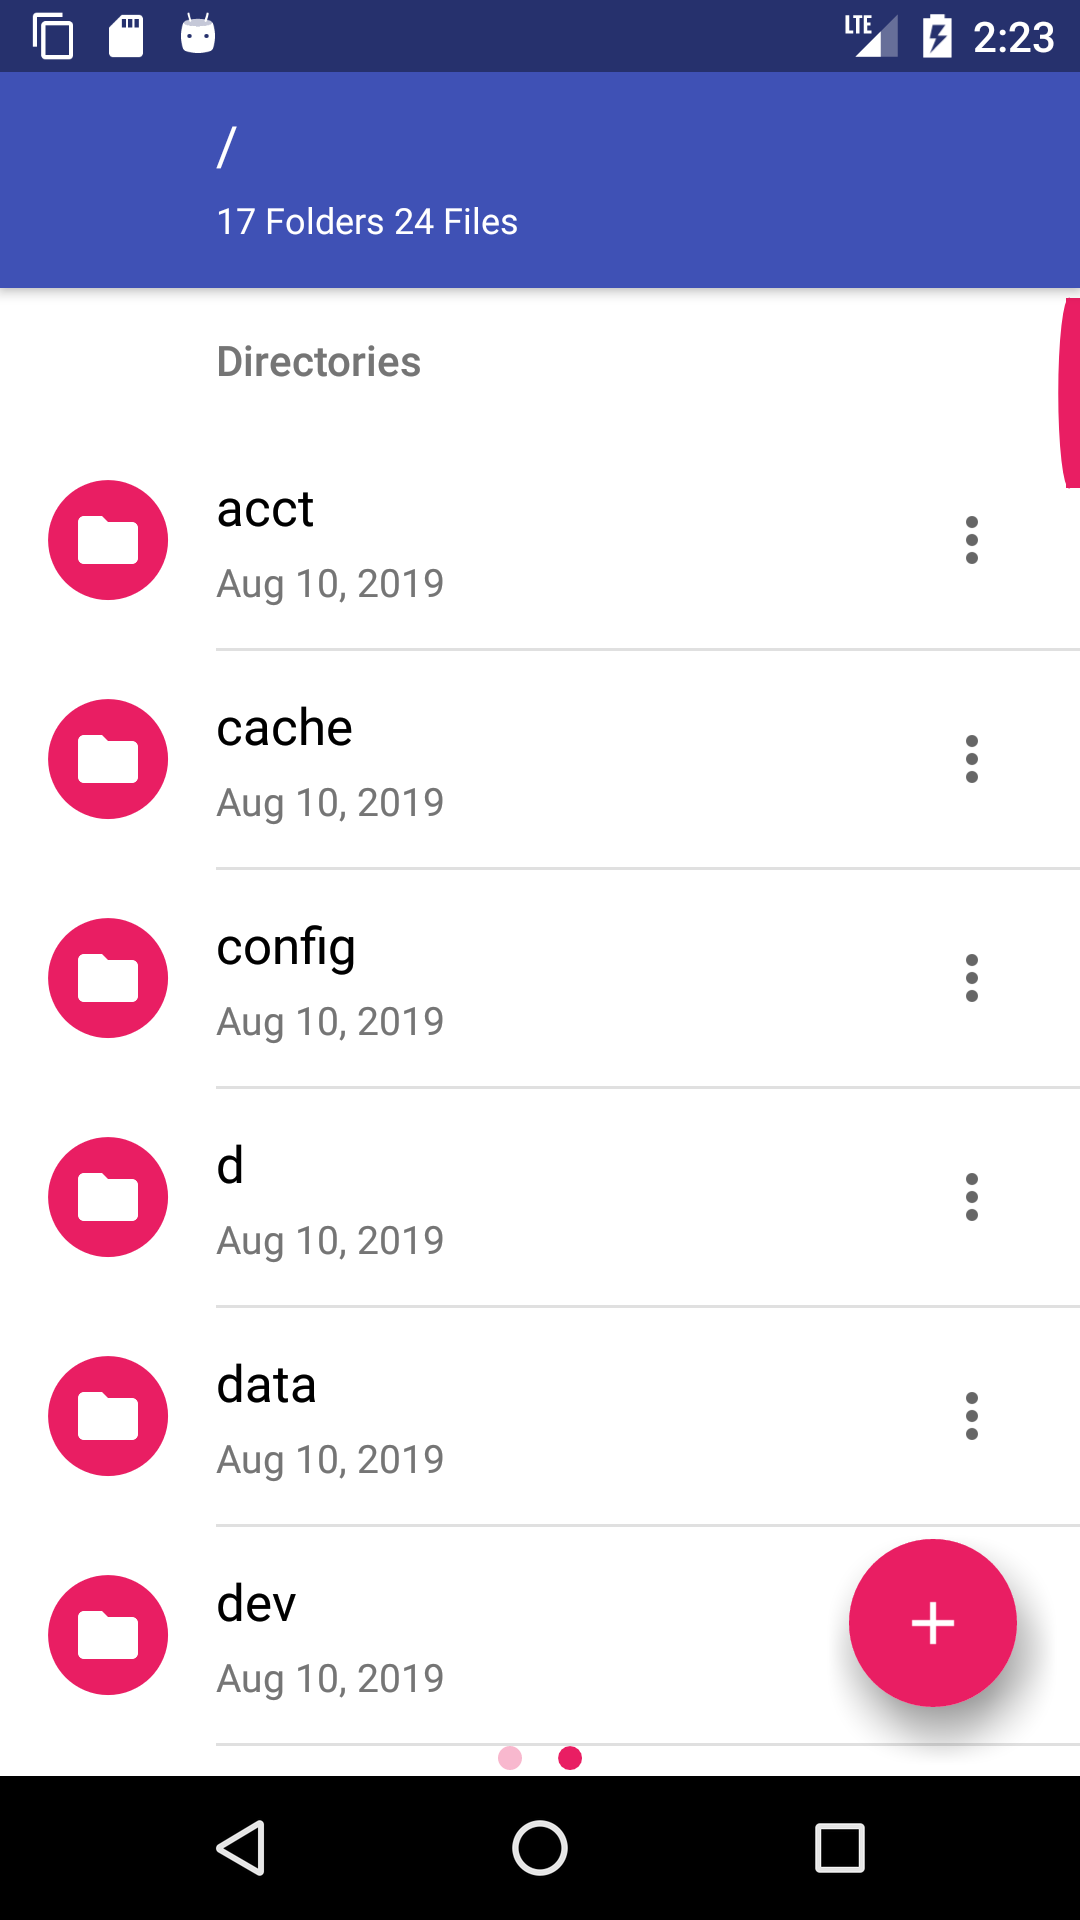 LTE 2:23
/
17 Folders 24 Files
Directories
acct
Aug 10, 2019
cache
Aug 10, 2019
config
Aug 10, 2019
d
Aug 10, 2019
data
Aug 10, 2019
dev
Aug 10, 2019